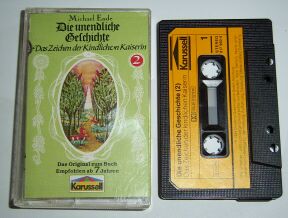 Michael Ende
Die unendliche
Geschichte
Das Zeichen der Kindlichen Kaiserin
2
Das Original zum Buch
Empfohlen ab 7 Jahren
Karussell
Karussell
1
STEREO
Die unendliche Geschichte (2)
Das Zeichen der kindlichen Kaiserin